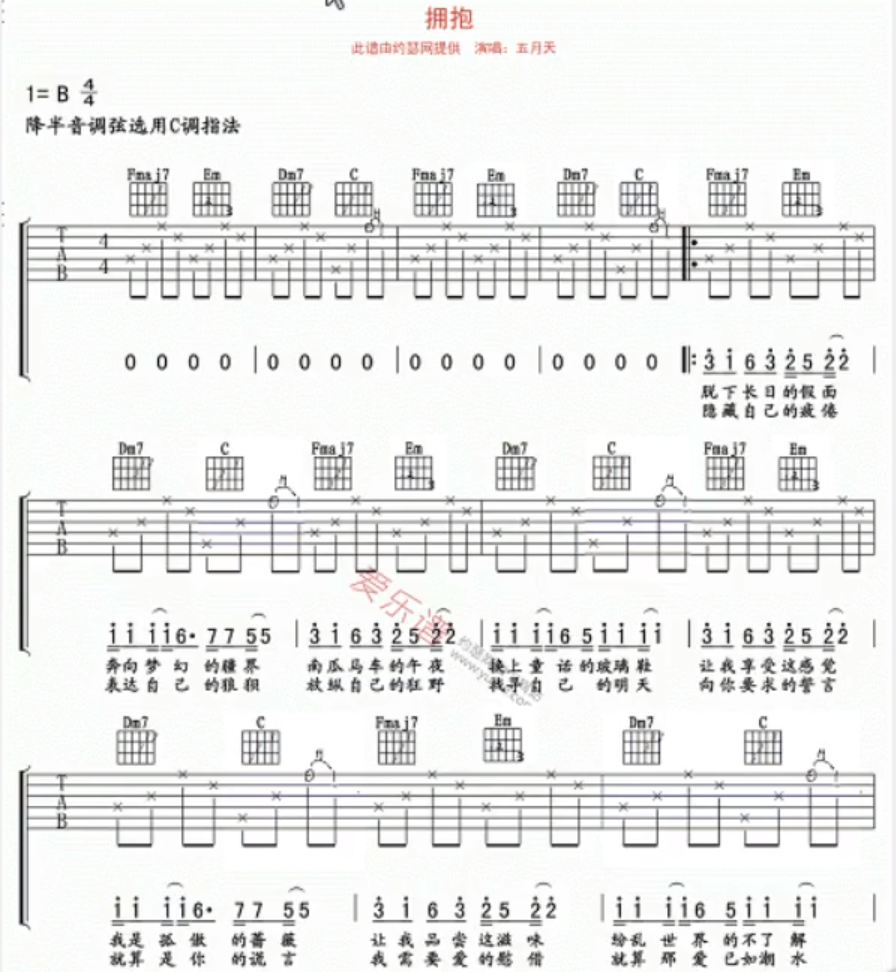 拥抱
此谱由约瑟网提供 演唱：五月天
1= B 4/4
降半音调弦选用C调指法
Fmaj7 Em Dm7 C Fmaj7 Em Dm7 C Fmaj7 Em
T A B 4 4
0 0 0 0 | 0 0 0 0 | 0 0 0 0 | 0 0 0 0 3 1 6 3 2 5 2 2
脱下长日的假面
隐藏自己的疲倦
Dm7 C Fmaj7 Em Dm7 C Fmaj7 Em
T A B
1 1 1 1 6· 7 7 5 5 | 3 1 6 3 2 5 2 2 | 1 1 1 1 6 5 1 1 1 1 | 3 1 6 3 2 5 2 2
奔向梦幻的疆界 南瓜马车的午夜 换上童话的玻璃鞋 让我享受这感觉
表达自己的狼狈 放纵自己的狂野 找寻自己的明天 向你要求的誓言
爱乐谱
Dm7 C Fmaj7 Em Dm7 C
T A B
1 1 1 1 6· 7 7 5 5 | 3 1 6 3 2 5 2 2 | 1 1 1 1 6 5 1 1 1 1
我是孤傲的蔷薇 让我品尝这滋味 纷乱世界的不了解
就算是你的谎言 我需要爱的慰借 就算那爱已如潮水